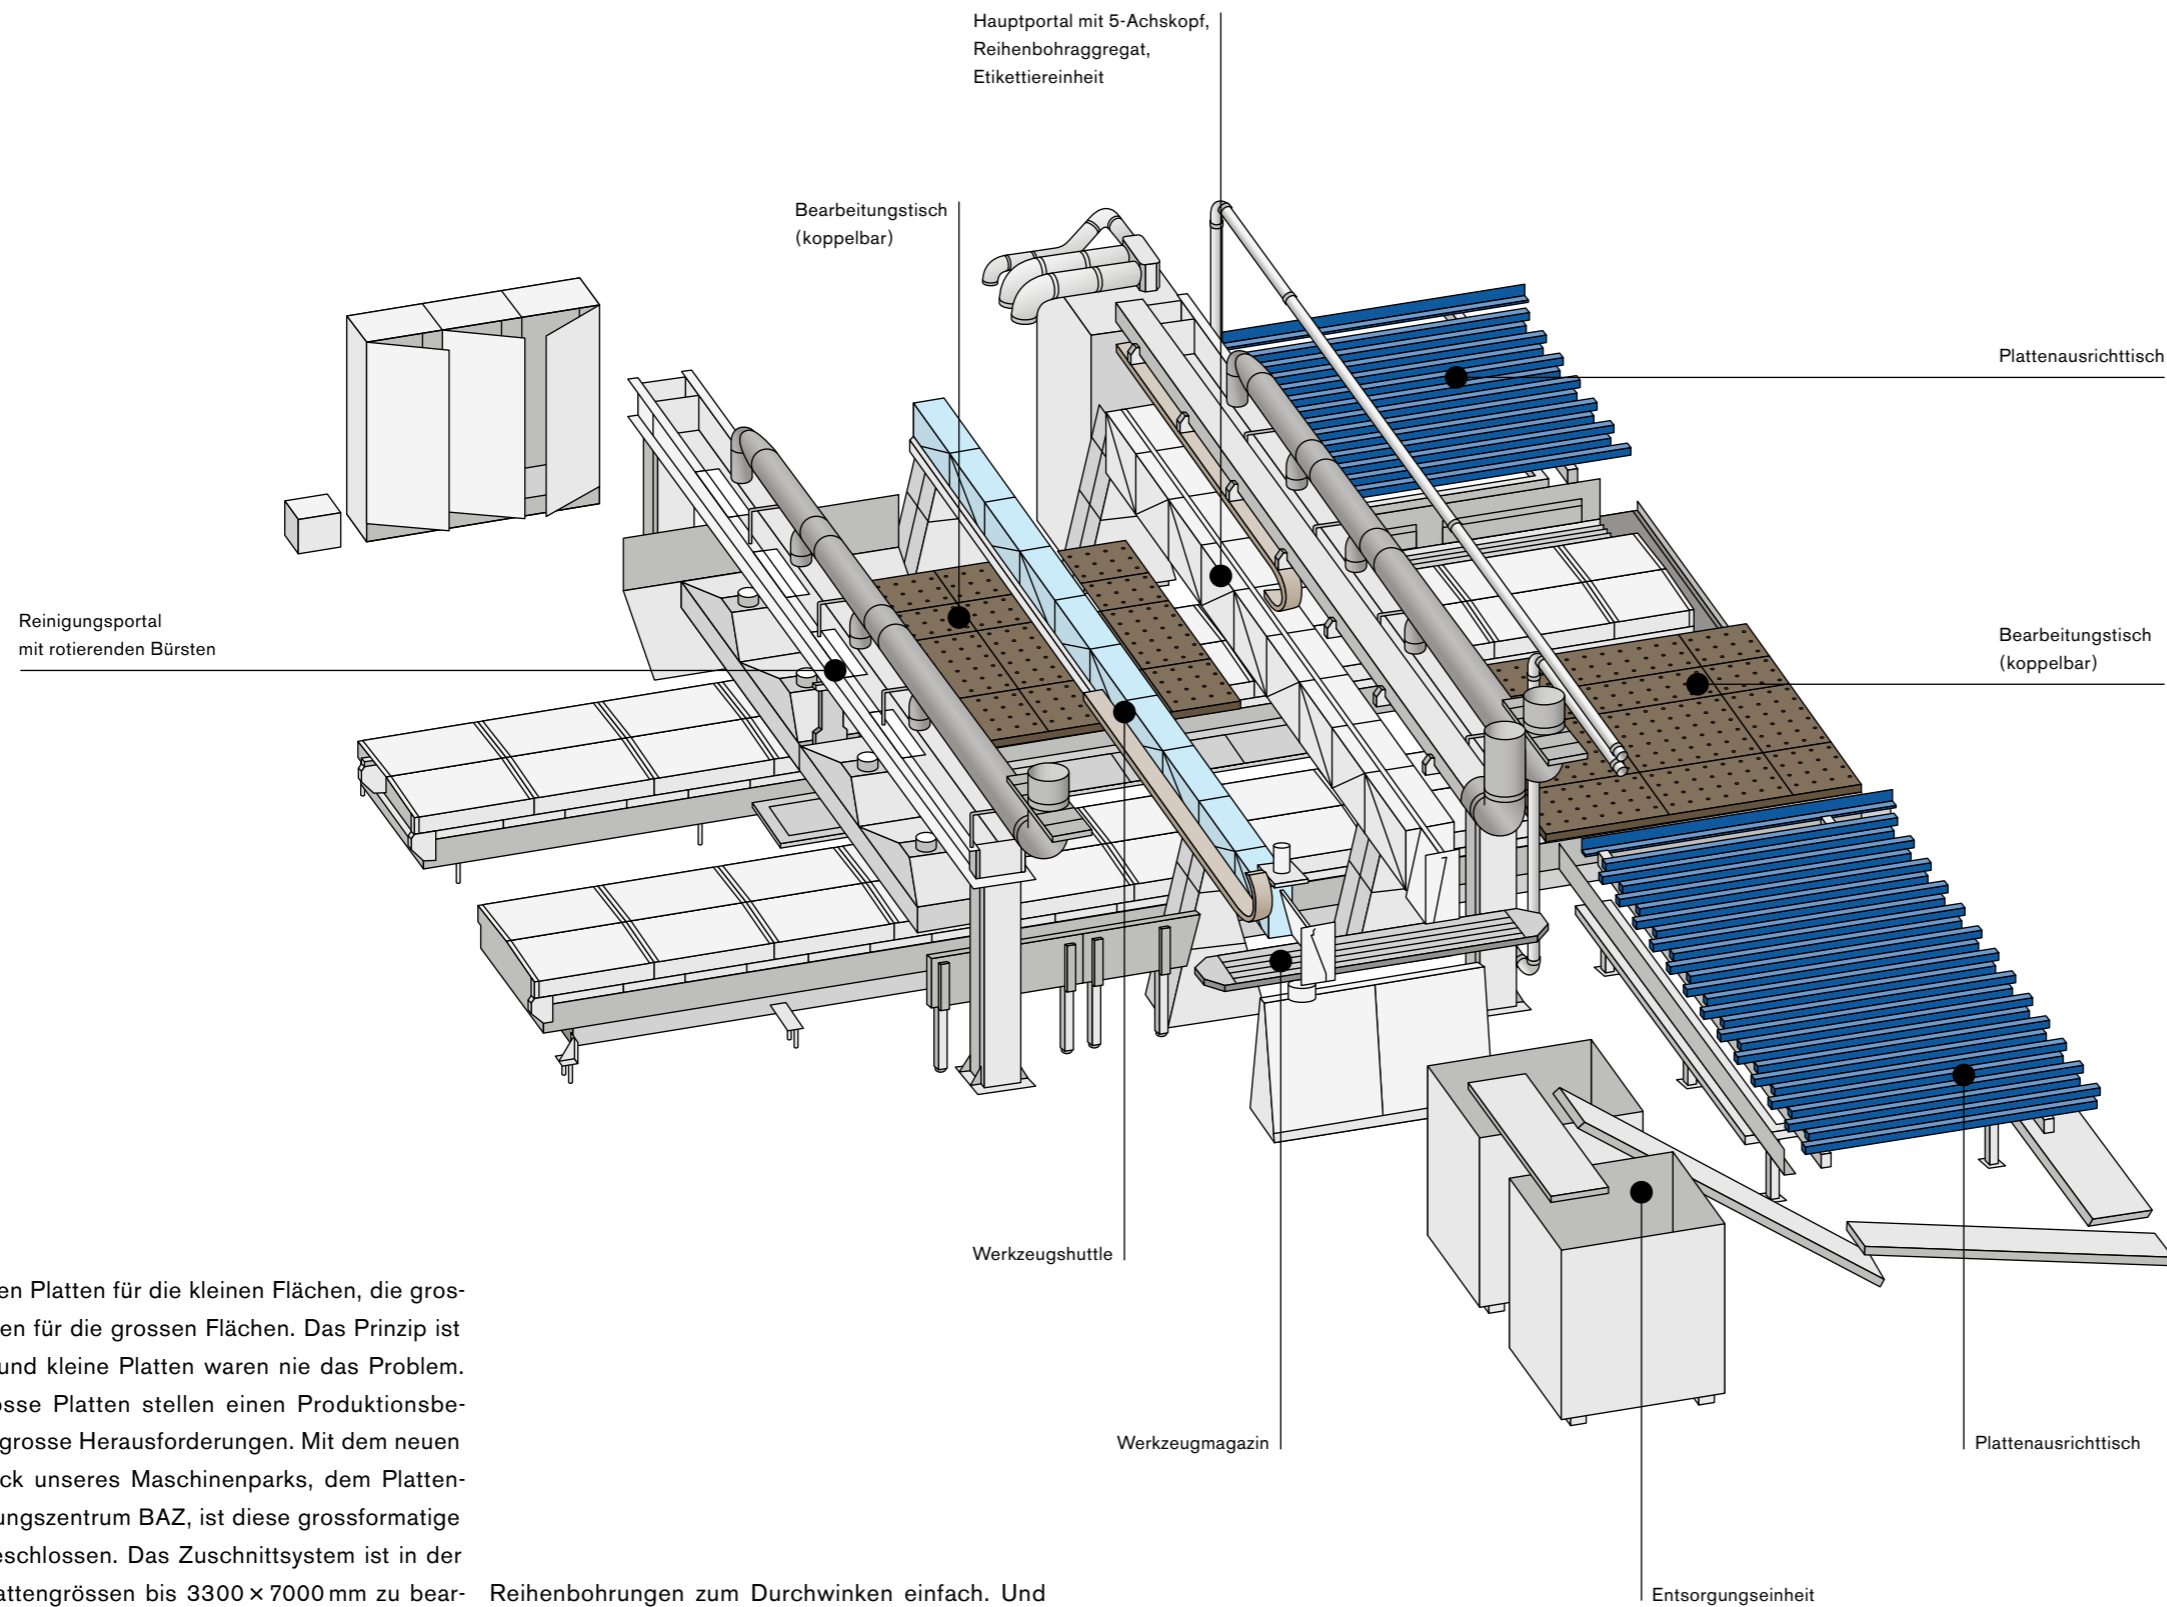 Hauptportal mit 5-Achskopf,
Reihenbohraggregat,
Etikettiereinheit
Bearbeitungstisch
(koppelbar)
Plattenausrichttisch
Reinigungsportal
mit rotierenden Bürsten
Bearbeitungstisch
(koppelbar)
Werkzeugshuttle
Werkzeugmagazin
Plattenausrichttisch
Entsorgungseinheit
en Platten für die kleinen Flächen, die gros-
en für die grossen Flächen. Das Prinzip ist
und kleine Platten waren nie das Problem.
osse Platten stellen einen Produktionsbe-
grosse Herausforderungen. Mit dem neuen
ck unseres Maschinenparks, dem Platten-
ungszentrum BAZ, ist diese grossformatige
eschlossen. Das Zuschnittsystem ist in der
attengrössen bis 3300 × 7000 mm zu bear-
Reihenbohrungen zum Durchwinken einfach. Und